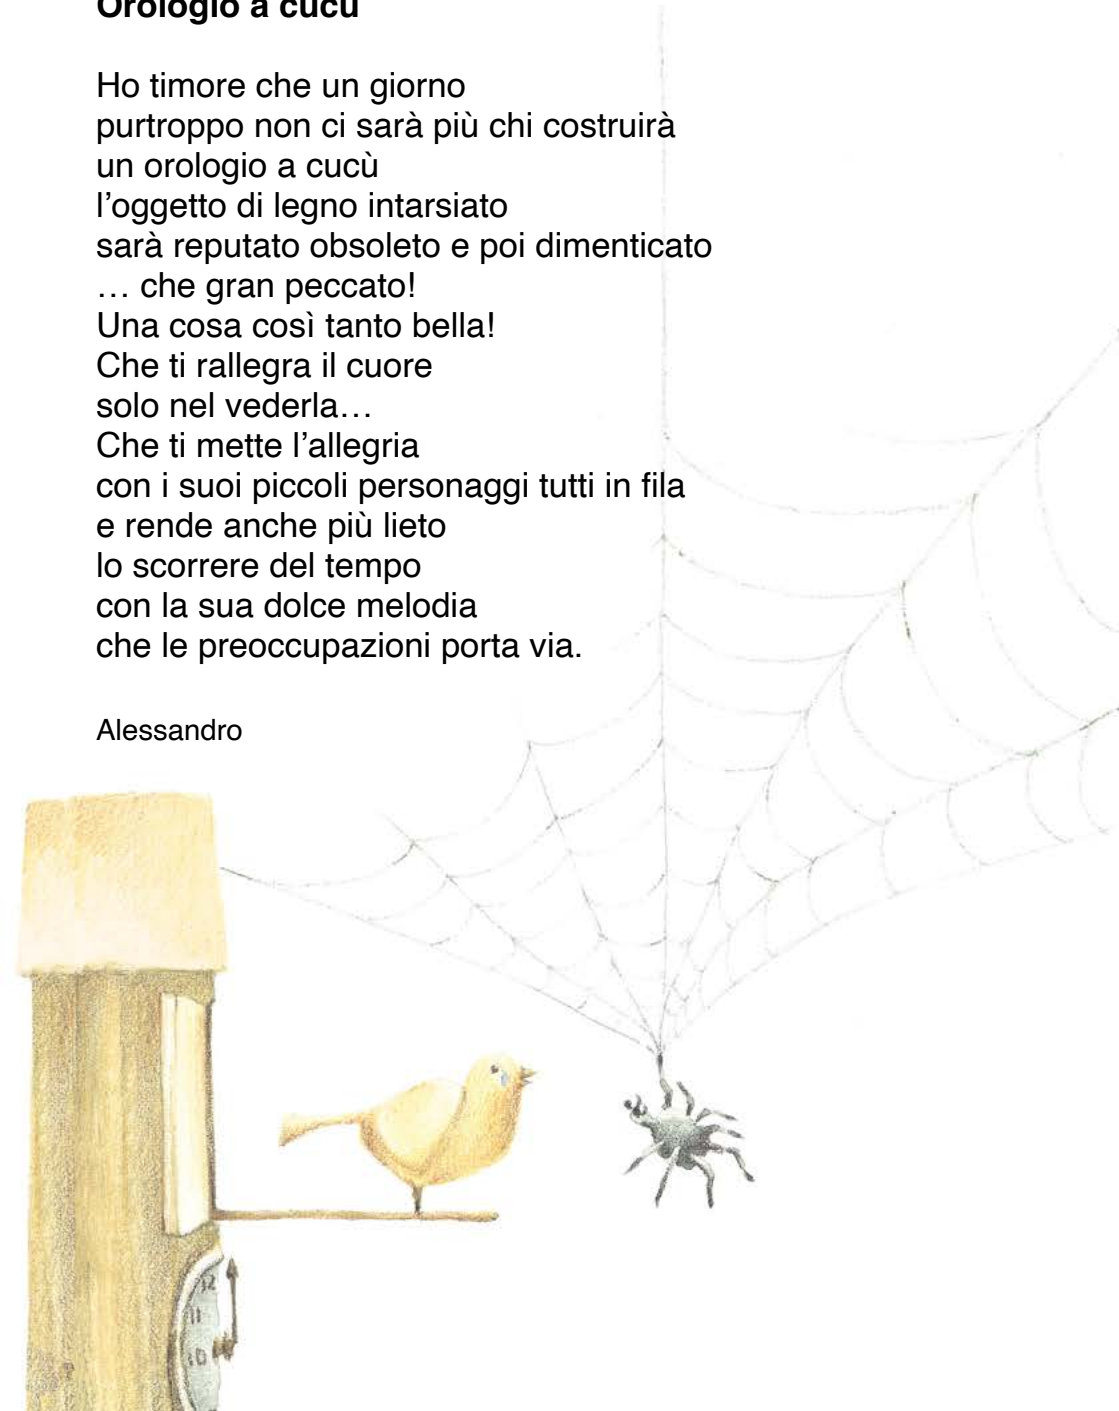 Orologio a cucù
Ho timore che un giorno
purtroppo non ci sarà più chi costruirà
un orologio a cucù
l’oggetto di legno intarsiato
sarà reputato obsoleto e poi dimenticato
… che gran peccato!
Una cosa così tanto bella!
Che ti rallegra il cuore
solo nel vederla…
Che ti mette l’allegria
con i suoi piccoli personaggi tutti in fila
e rende anche più lieto
lo scorrere del tempo
con la sua dolce melodia
che le preoccupazioni porta via.
Alessandro
12
11
10